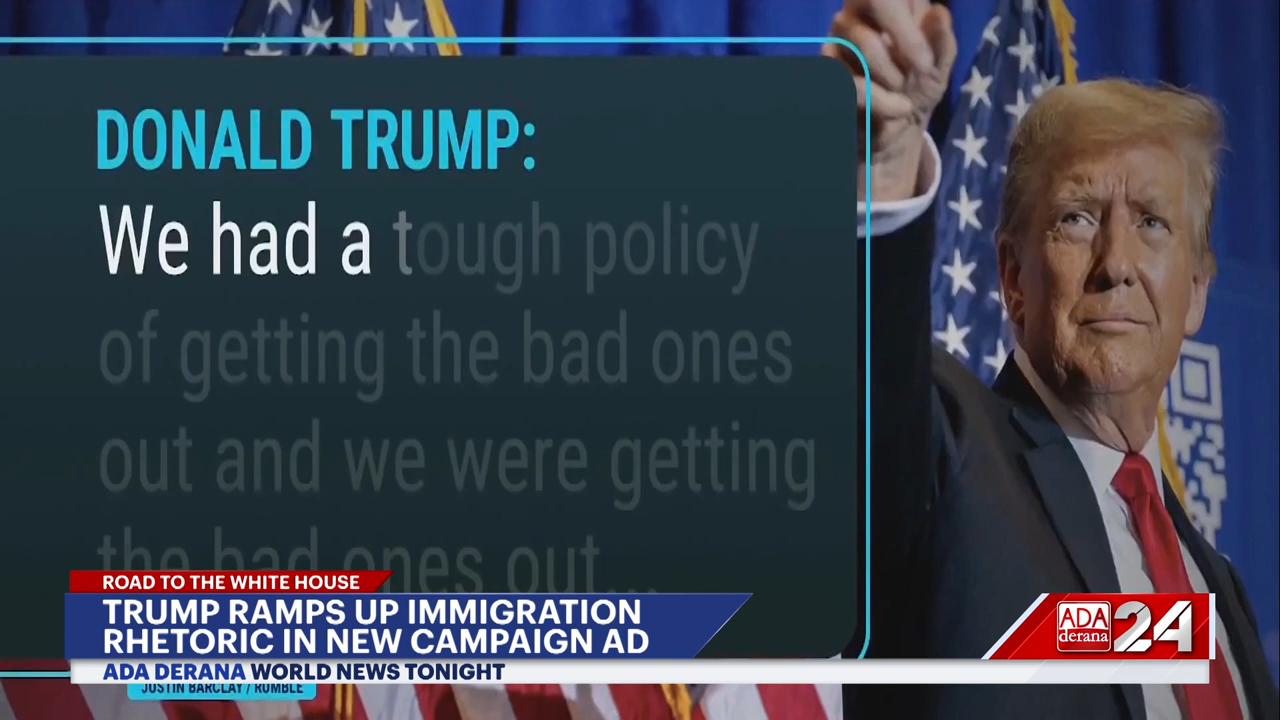 DONALD TRUMP:
We had a tough policy
of getting the bad ones
out and we were getting
the bad ones out...
ROAD TO THE WHITE HOUSE
TRUMP RAMPS UP IMMIGRATION
RHETORIC IN NEW CAMPAIGN AD
ADA DERANA WORLD NEWS TONIGHT
JUSTIN BARCLAY / RUMBLE
ADA
derana
24